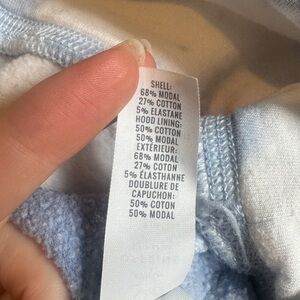 SHELL:
68% MODAL
27% COTTON
5% ELASTANE
HOOD LINING:
50% COTTON
50% MODAL
EXTÉRIEUR:
68% MODAL
27% COTON
5% ÉLASTHANNE
DOUBLURE DE
CAPUCHON:
50% COTON
50% MODAL